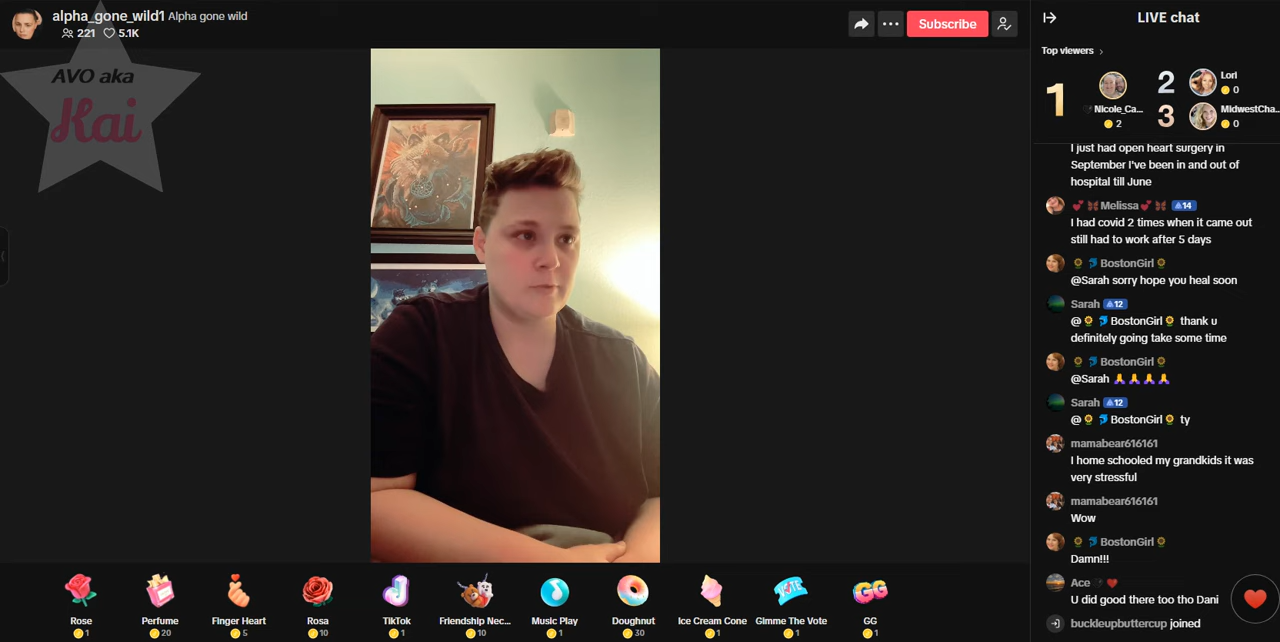 alpha_gone_wild1 Alpha gone wild
221 5.1K
Subscribe
AVO aka
Kai
LIVE chat
Top viewers
1
Nicole_Ca...
2
2
Lori
0
3
MidwestCha...
0
I just had open heart surgery in
September I've been in and out of
hospital till June
💕 🦋Melissa💕 🦋 14
I had covid 2 times when it came out
still had to work after 5 days
🌻 BostonGirl🌻
@Sarah sorry hope you heal soon
Sarah 12
@🌻 BostonGirl🌻 thank u
definitely going take some time
🌻 BostonGirl🌻
@Sarah 🙏🙏🙏🙏
Sarah 12
@🌻 BostonGirl🌻 ty
mamabear616161
I home schooled my grandkids it was
very stressful
mamabear616161
Wow
🌻 BostonGirl🌻
Damn!!!
Ace 🖤 ❤️
U did good there too tho Dani
buckleupbuttercup joined
Rose
1
Perfume
20
Finger Heart
5
Rosa
10
TikTok
1
Friendship Nec...
10
Music Play
1
Doughnut
30
Ice Cream Cone
1
Gimme The Vote
1
GG
1